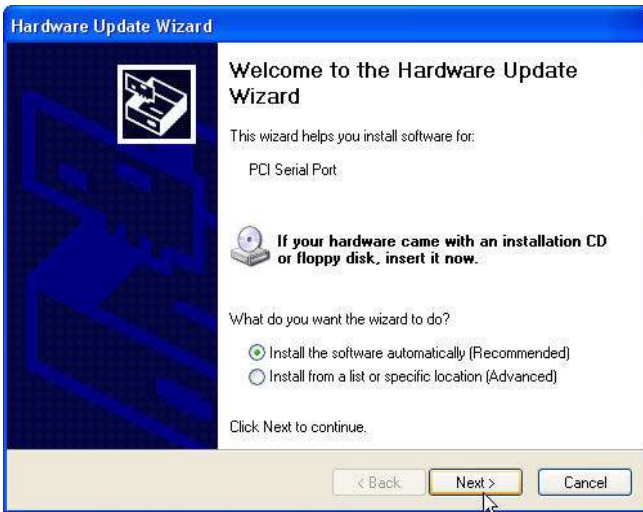 Hardware Update Wizard
Welcome to the Hardware Update
Wizard
This wizard helps you install software for:
PCI Serial Port
If your hardware came with an installation CD
or floppy disk, insert it now.
What do you want the wizard to do?
Install the software automatically (Recommended)
Install from a list or specific location (Advanced)
Click Next to continue.
< Back
Next >
Cancel